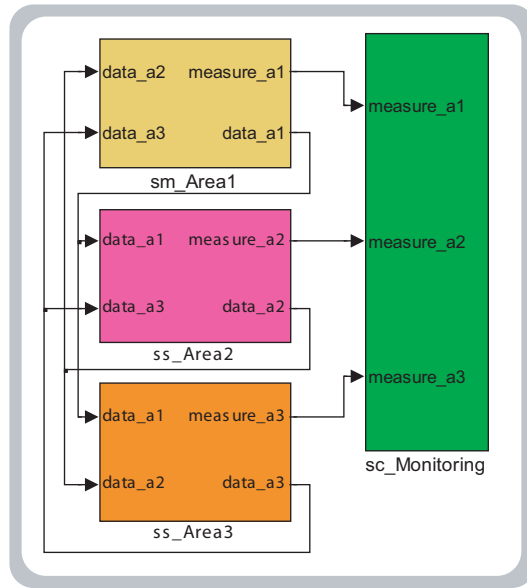 data_a2 measure_a1
data_a3 data_a1
sm_Area1
data_a1 measure_a2
data_a3 data_a2
ss_Area2
data_a1 measure_a3
data_a2 data_a3
ss_Area3
measure_a1
measure_a2
measure_a3
sc_Monitoring